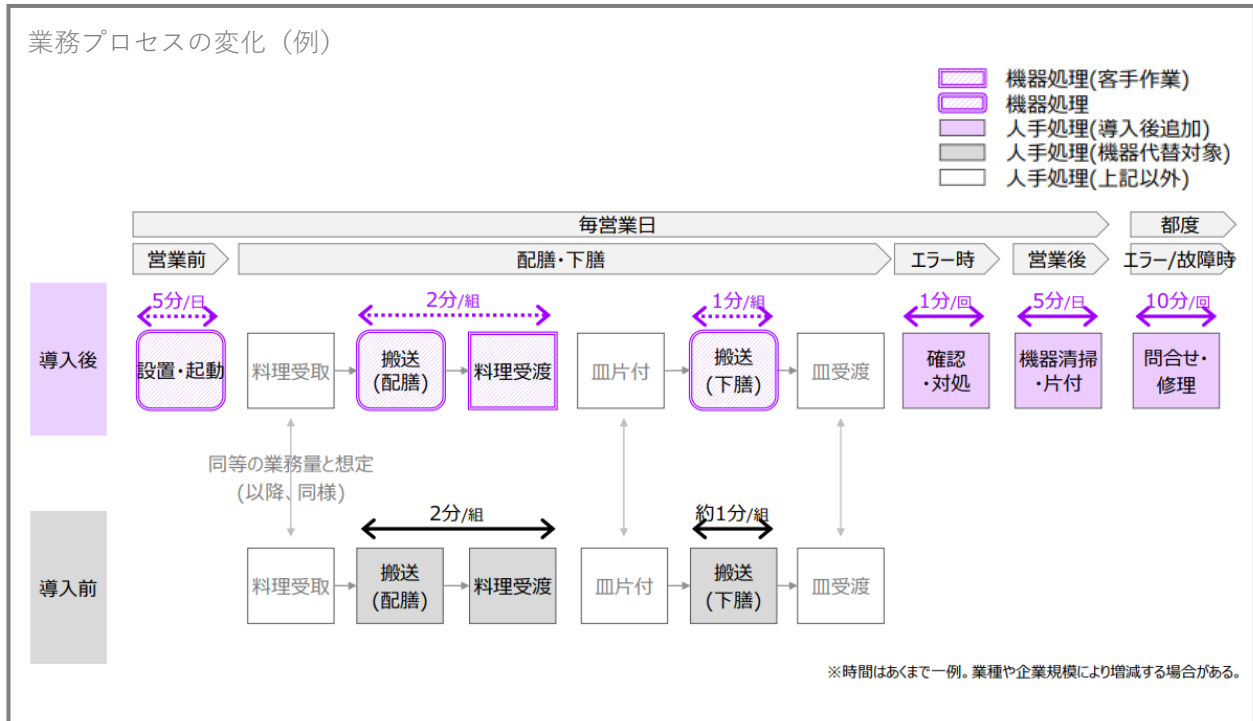 業務プロセスの変化（例）
機器処理(客手作業)
機器処理
人手処理(導入後追加)
人手処理(機器代替対象)
人手処理(上記以外)
毎営業日
都度
営業前
配膳・下膳
エラー時
営業後
エラー/故障時
5分/日
2分/組
1分/組
1分/回
5分/日
10分/回
導入後
設置・起動
料理受取
搬送
(配膳)
料理受渡
皿片付
搬送
(下膳)
皿受渡
確認
・対処
機器清掃
・片付
問合せ・
修理
同等の業務量と想定
(以降、同様)
2分/組
約1分/組
導入前
料理受取
搬送
(配膳)
料理受渡
皿片付
搬送
(下膳)
皿受渡
※時間はあくまで一例。業種や企業規模により増減する場合がある。